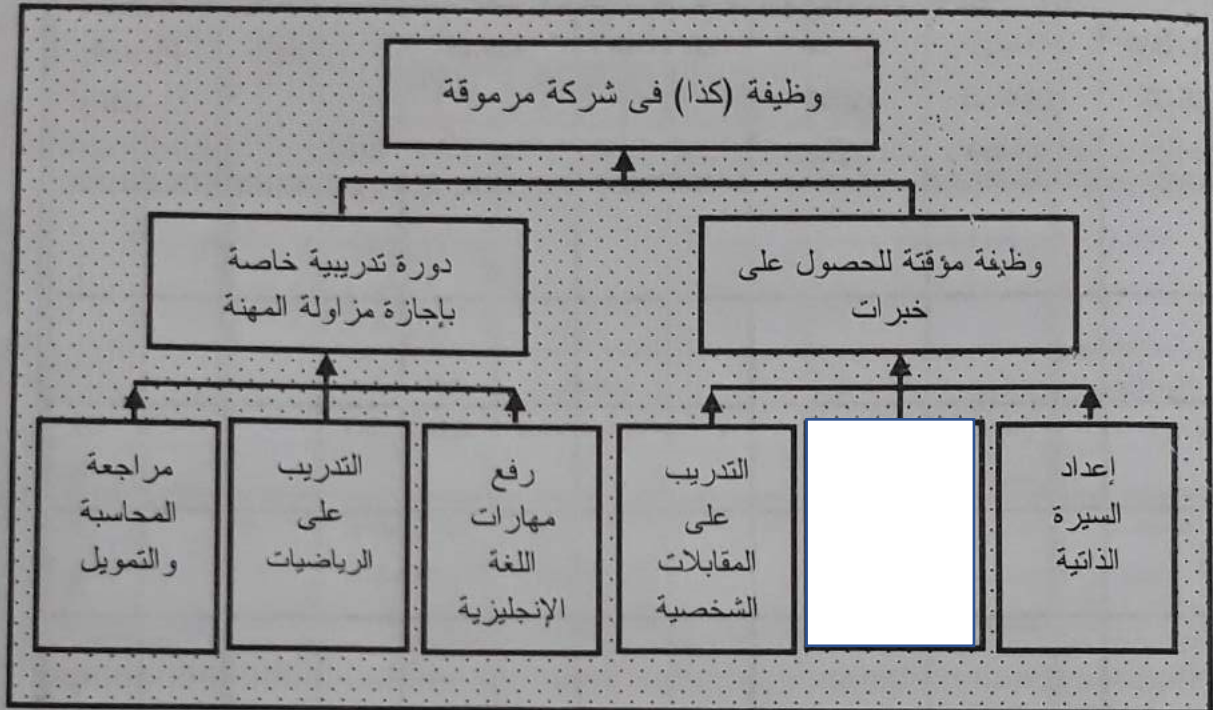 وظيفة (كذا) فى شركة مرموقة
وظيفة مؤقتة للحصول على
خبرات
دورة تدريبية خاصة
بإجازة مزاولة المهنة
إعداد
السيرة
الذاتية
التدريب
على
المقابلات
الشخصية
رفع
مهارات
اللغة
الإنجليزية
التدريب
على
الرياضيات
مراجعة
المحاسبة
والتمويل